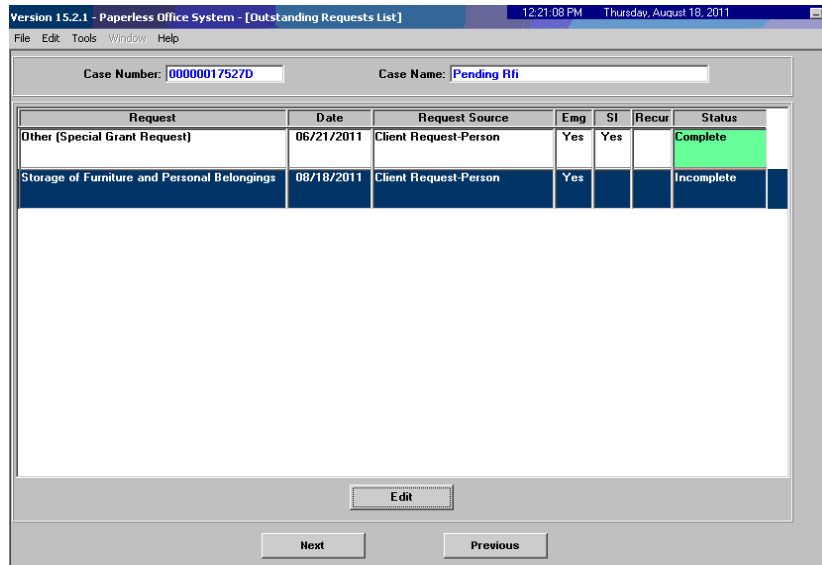 Version 15.2.1 - Paperless Office System - [Outstanding Requests List] 12:21:08 PM Thursday, August 18, 2011
File Edit Tools Window Help
Case Number: 00000017527D Case Name: Pending Rfi
Request Date Request Source Emg SI Recur Status
Other (Special Grant Request) 06/21/2011 Client Request-Person Yes Yes Complete
Storage of Furniture and Personal Belongings 08/18/2011 Client Request-Person Yes Incomplete
Edit
Next Previous